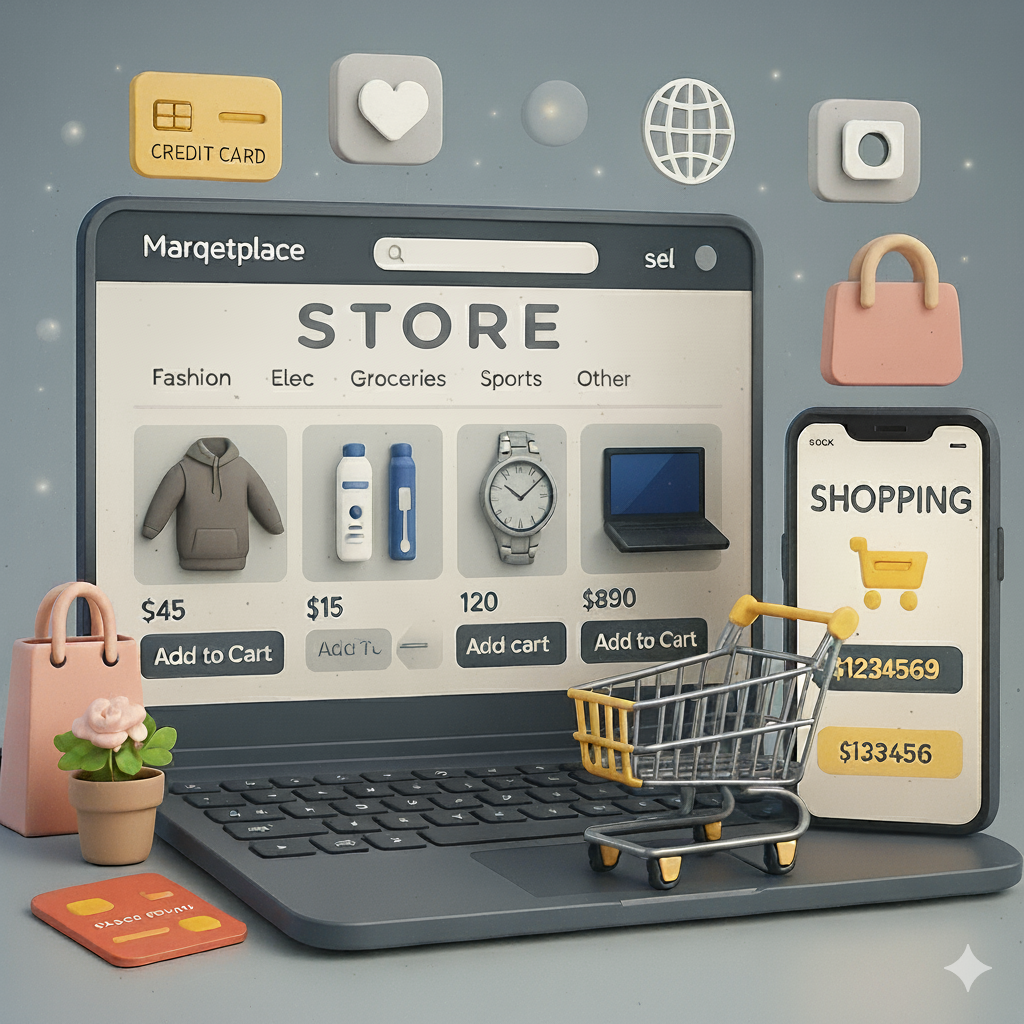 CREDIT CARD
Marqetplace
sel
STORE
Fashion Elec Groceries Sports Other
$45 $15 120 $890
Add to Cart Add Add cart Add to Cart
SOCK
SHOPPING
$1234569
$133456